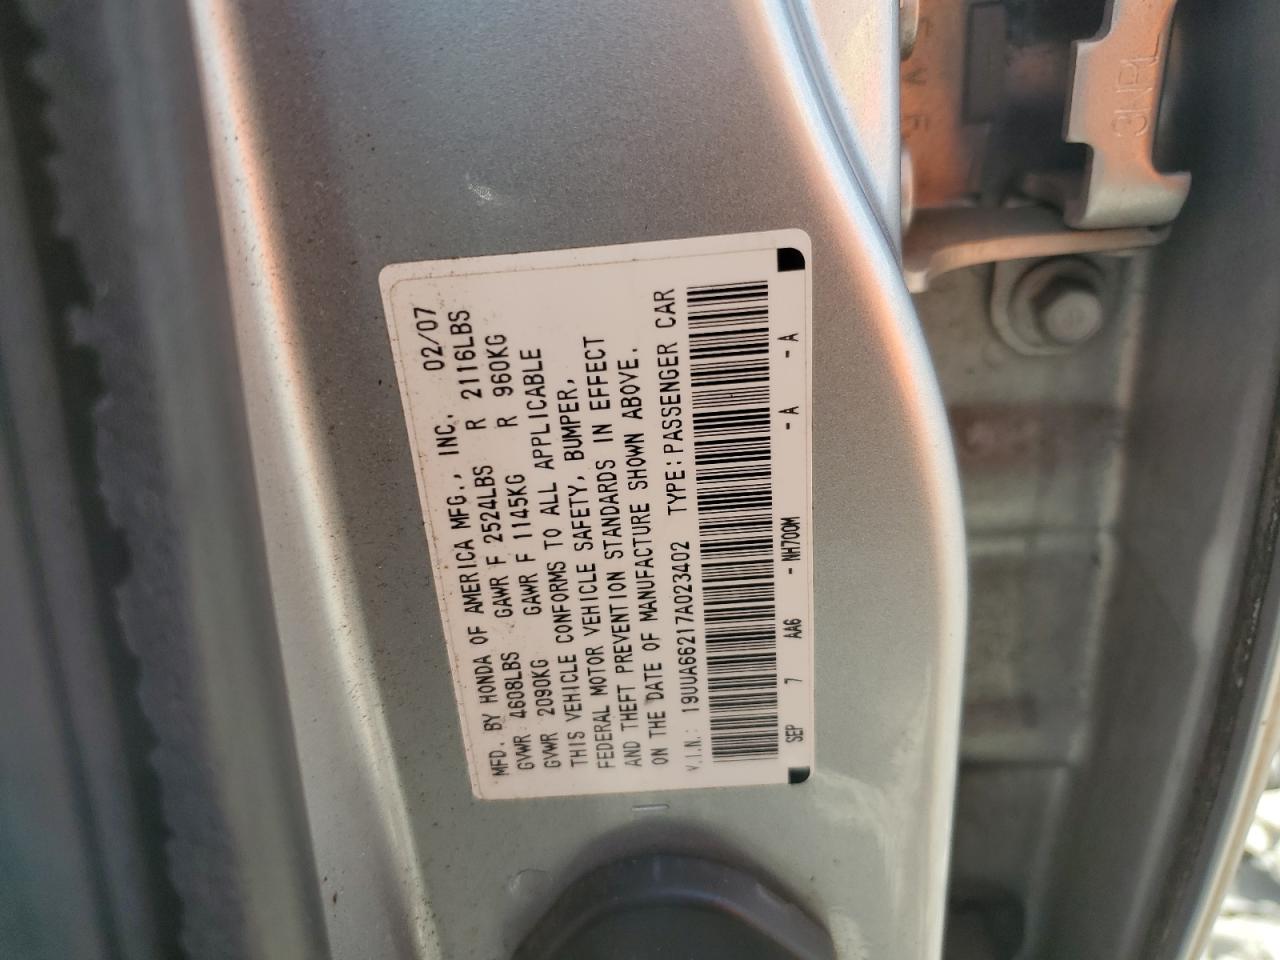 MFD. BY HONDA OF AMERICA MFG., INC. 02/07
GVWR 4608LBS GAWR F 2524LBS R 2116LBS
GVWR 2090KG GAWR F 1145KG R 960KG
THIS VEHICLE CONFORMS TO ALL APPLICABLE
FEDERAL MOTOR VEHICLE SAFETY, BUMPER,
AND THEFT PREVENTION STANDARDS IN EFFECT
ON THE DATE OF MANUFACTURE SHOWN ABOVE.
V.I.N.: 19UUA66217A023402 TYPE:PASSENGER CAR
SEP 7 AA6 - NH700M - A - A
3NPL